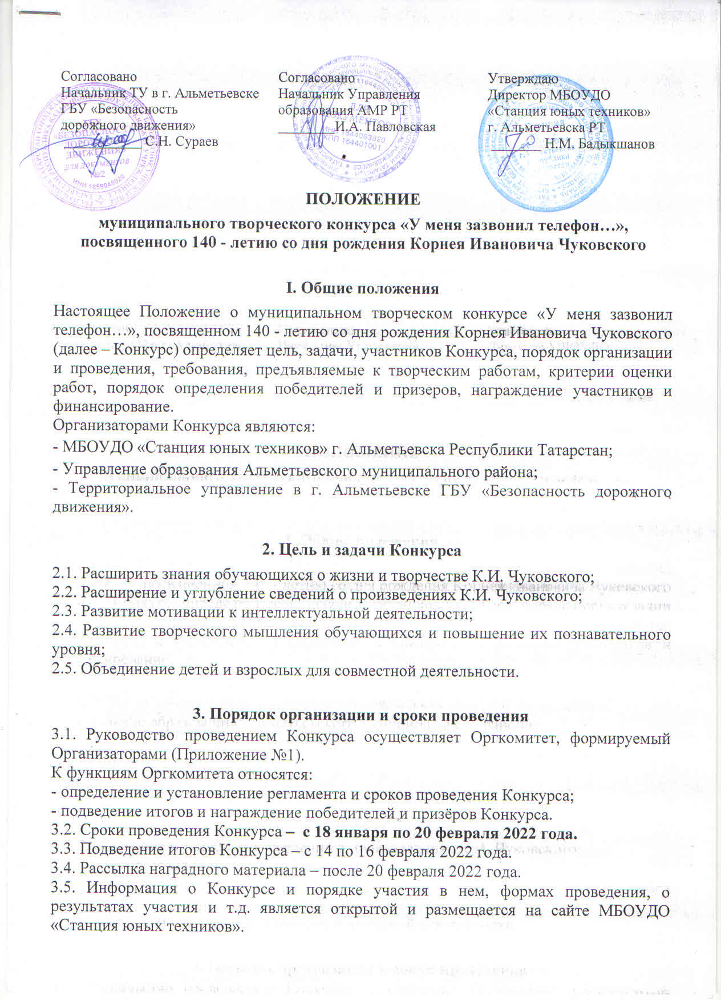 Согласовано
Начальник ТУ в г. Альметьевске
ГБУ «Безопасность
дорожного движения»
С.Н. Сураев
«БЕЗОПАСНОСТЬ
ДОРОЖНОГО
ДВИЖЕНИЯ»
ДЛЯ ДОКУМЕНТОВ
№2
ИНН 1659048020
Согласовано
Начальник Управления
образования АМР РТ
И.А. Павловская
ИНН 1644063820
КПП 164401001
Утверждаю
Директор МБОУДО
«Станция юных техников»
г. Альметьевска РТ
Н.М. Бадыкшанов
ПОЛОЖЕНИЕ
муниципального творческого конкурса «У меня зазвонил телефон…»,
посвященного 140 - летию со дня рождения Корнея Ивановича Чуковского
I. Общие положения
Настоящее Положение о муниципальном творческом конкурсе «У меня зазвонил
телефон…», посвященном 140 - летию со дня рождения Корнея Ивановича Чуковского
(далее – Конкурс) определяет цель, задачи, участников Конкурса, порядок организации
и проведения, требования, предъявляемые к творческим работам, критерии оценки
работ, порядок определения победителей и призеров, награждение участников и
финансирование.
Организаторами Конкурса являются:
- МБОУДО «Станция юных техников» г. Альметьевска Республики Татарстан;
- Управление образования Альметьевского муниципального района;
- Территориальное управление в г. Альметьевске ГБУ «Безопасность дорожного
движения».
2. Цель и задачи Конкурса
2.1. Расширить знания обучающихся о жизни и творчестве К.И. Чуковского;
2.2. Расширение и углубление сведений о произведениях К.И. Чуковского;
2.3. Развитие мотивации к интеллектуальной деятельности;
2.4. Развитие творческого мышления обучающихся и повышение их познавательного
уровня;
2.5. Объединение детей и взрослых для совместной деятельности.
3. Порядок организации и сроки проведения
3.1. Руководство проведением Конкурса осуществляет Оргкомитет, формируемый
Организаторами (Приложение №1).
К функциям Оргкомитета относятся:
- определение и установление регламента и сроков проведения Конкурса;
- подведение итогов и награждение победителей и призёров Конкурса.
3.2. Сроки проведения Конкурса – с 18 января по 20 февраля 2022 года.
3.3. Подведение итогов Конкурса – с 14 по 16 февраля 2022 года.
3.4. Рассылка наградного материала – после 20 февраля 2022 года.
3.5. Информация о Конкурсе и порядке участия в нем, формах проведения, о
результатах участия и т.д. является открытой и размещается на сайте МБОУДО
«Станция юных техников».